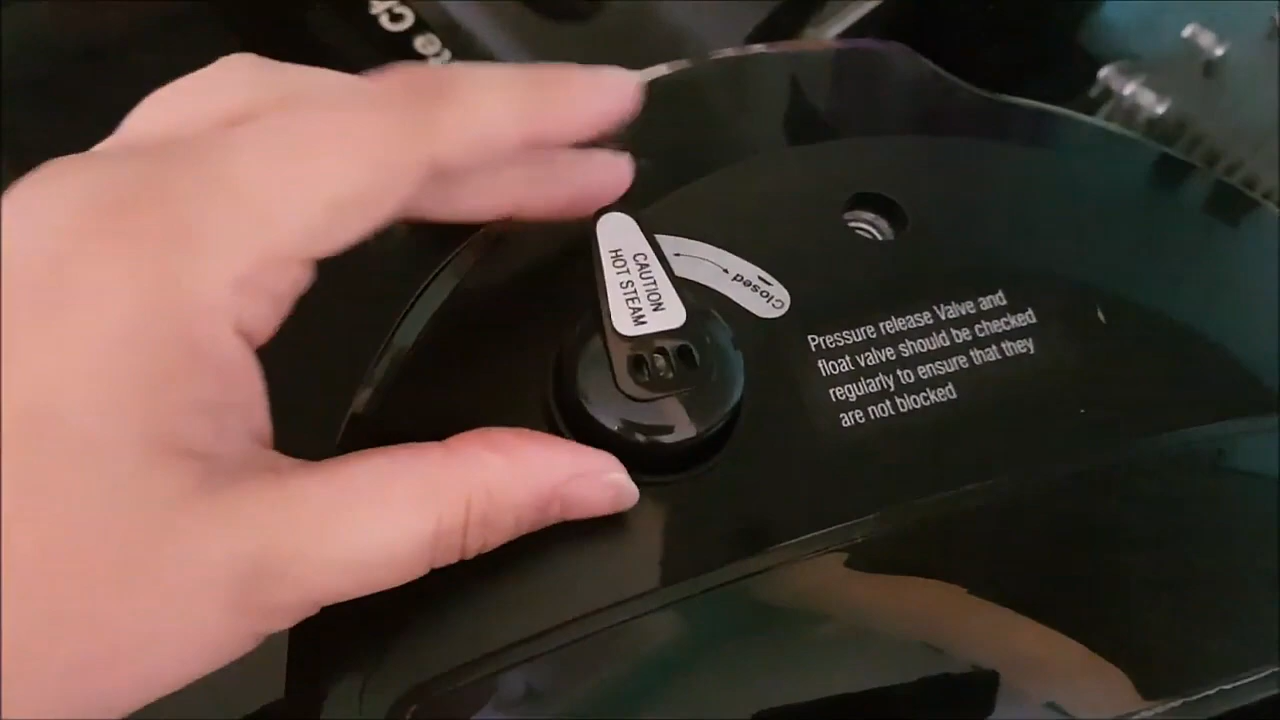 CAUTION
HOT STEAM
Closed
Pressure release Valve and
float valve should be checked
regularly to ensure that they
are not blocked